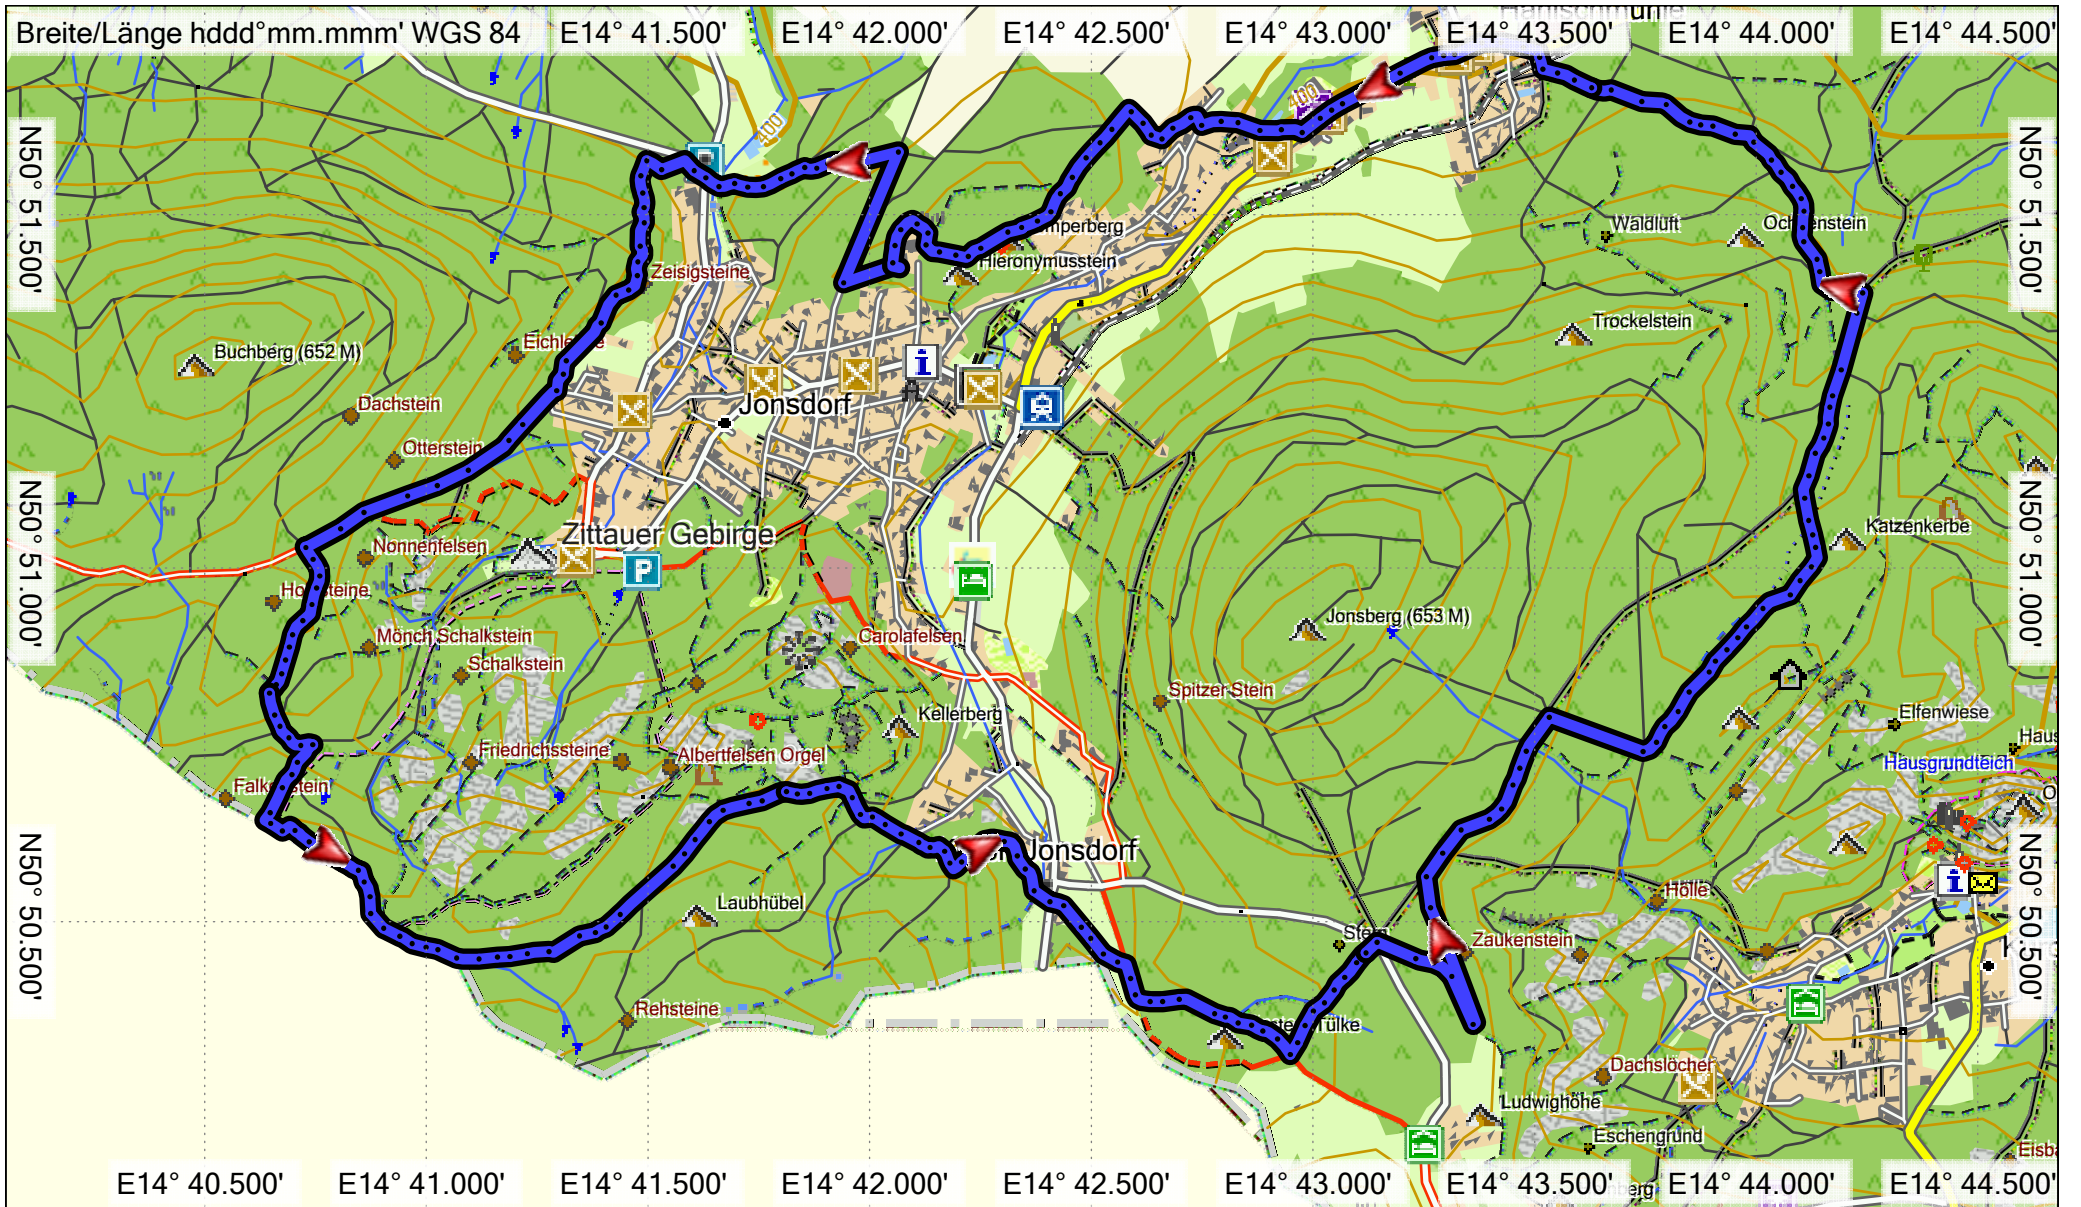 Breite/Länge hddd°mm.mmm' WGS 84
E14° 41.500'
E14° 42.000'
E14° 42.500'
E14° 43.000'
E14° 43.500'
E14° 44.000'
E14° 44.500'
400
400
N50° 51.500'
N50° 51.500'
Waldluft
Hieronymusstein
Zeisigsteine
Trockelstein
Buchberg (652 M)
Dachstein
Jonsdorf
Otterstein
Katzenkerbe
Zittauer Gebirge
Nonnenfelsen
N50° 51.000'
N50° 51.000'
P
Jonsberg (653 M)
Mönch Schalkstein
Carolafelsen
Schalkstein
Spitzer Stein
Kellerberg
Elfenwiese
Friedrichssteine
Albertfelsen Orgel
Hausgrundteich
Jonsdorf
N50° 50.500'
N50° 50.500'
Hölle
Laubhübel
Zaukenstein
Rehsteine
Dachslöcher
Ludwighöhe
Eschengrund
E14° 40.500'
E14° 41.000'
E14° 41.500'
E14° 42.000'
E14° 42.500'
E14° 43.000'
E14° 43.500'
E14° 44.000'
E14° 44.500'